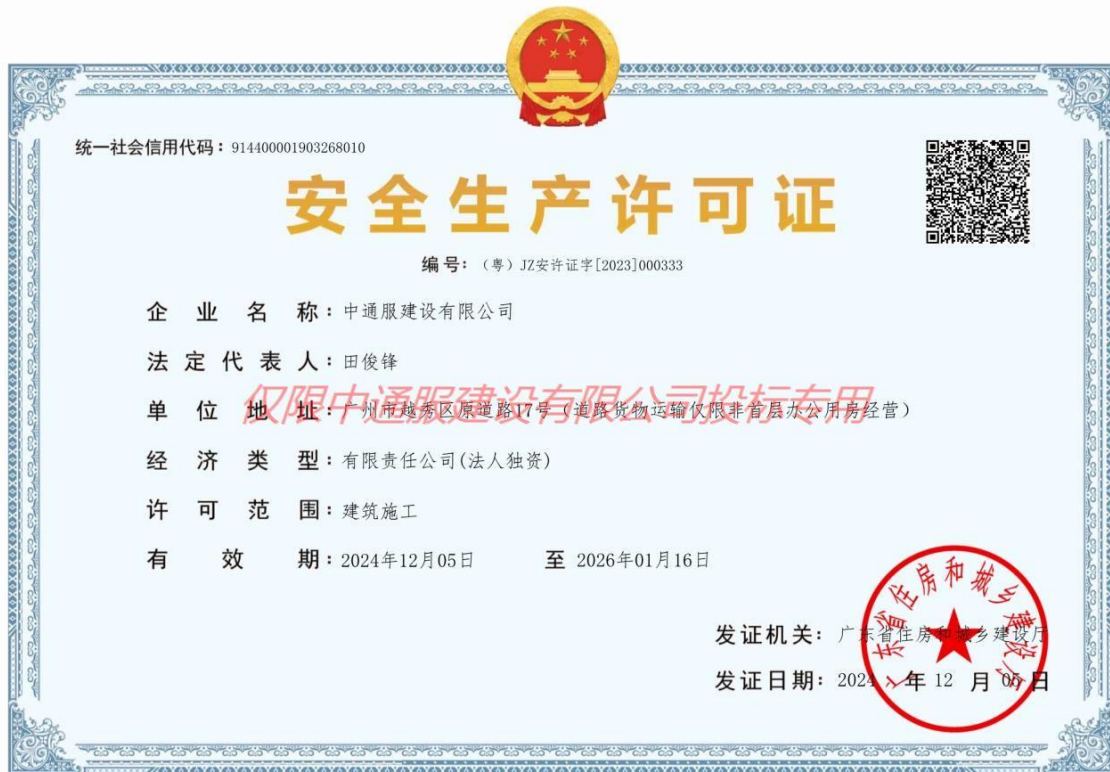 统一社会信用代码：914400001903268010
安全生产许可证
编号：（粤）JZ安许证字[2023]000333
企业名称：中通服建设有限公司
法定代表人：田俊锋
仅限中通服建设有限公司投标专用
单位地址：广州市越秀区原道路17号（道路货物运输仅限非首层办公用房经营）
经济类型：有限责任公司(法人独资)
许可范围：建筑施工
有效期：2024年12月05日 至 2026年01月16日
广东省住房和城乡建设厅
发证机关：广东省住房和城乡建设厅
发证日期：2024年12月05日